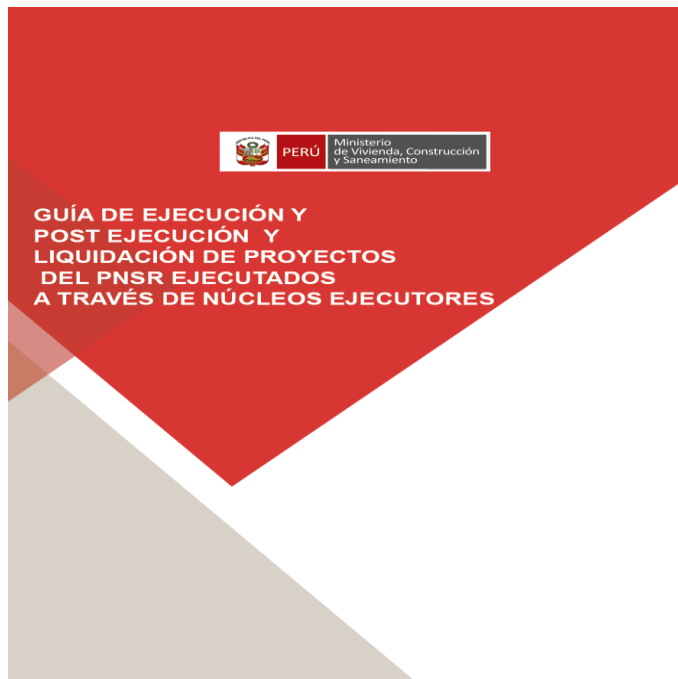 PERÚ
Ministerio
de Vivienda, Construcción
y Saneamiento
GUÍA DE EJECUCIÓN Y
POST EJECUCIÓN Y
LIQUIDACIÓN DE PROYECTOS
DEL PNSR EJECUTADOS
A TRAVÉS DE NÚCLEOS EJECUTORES